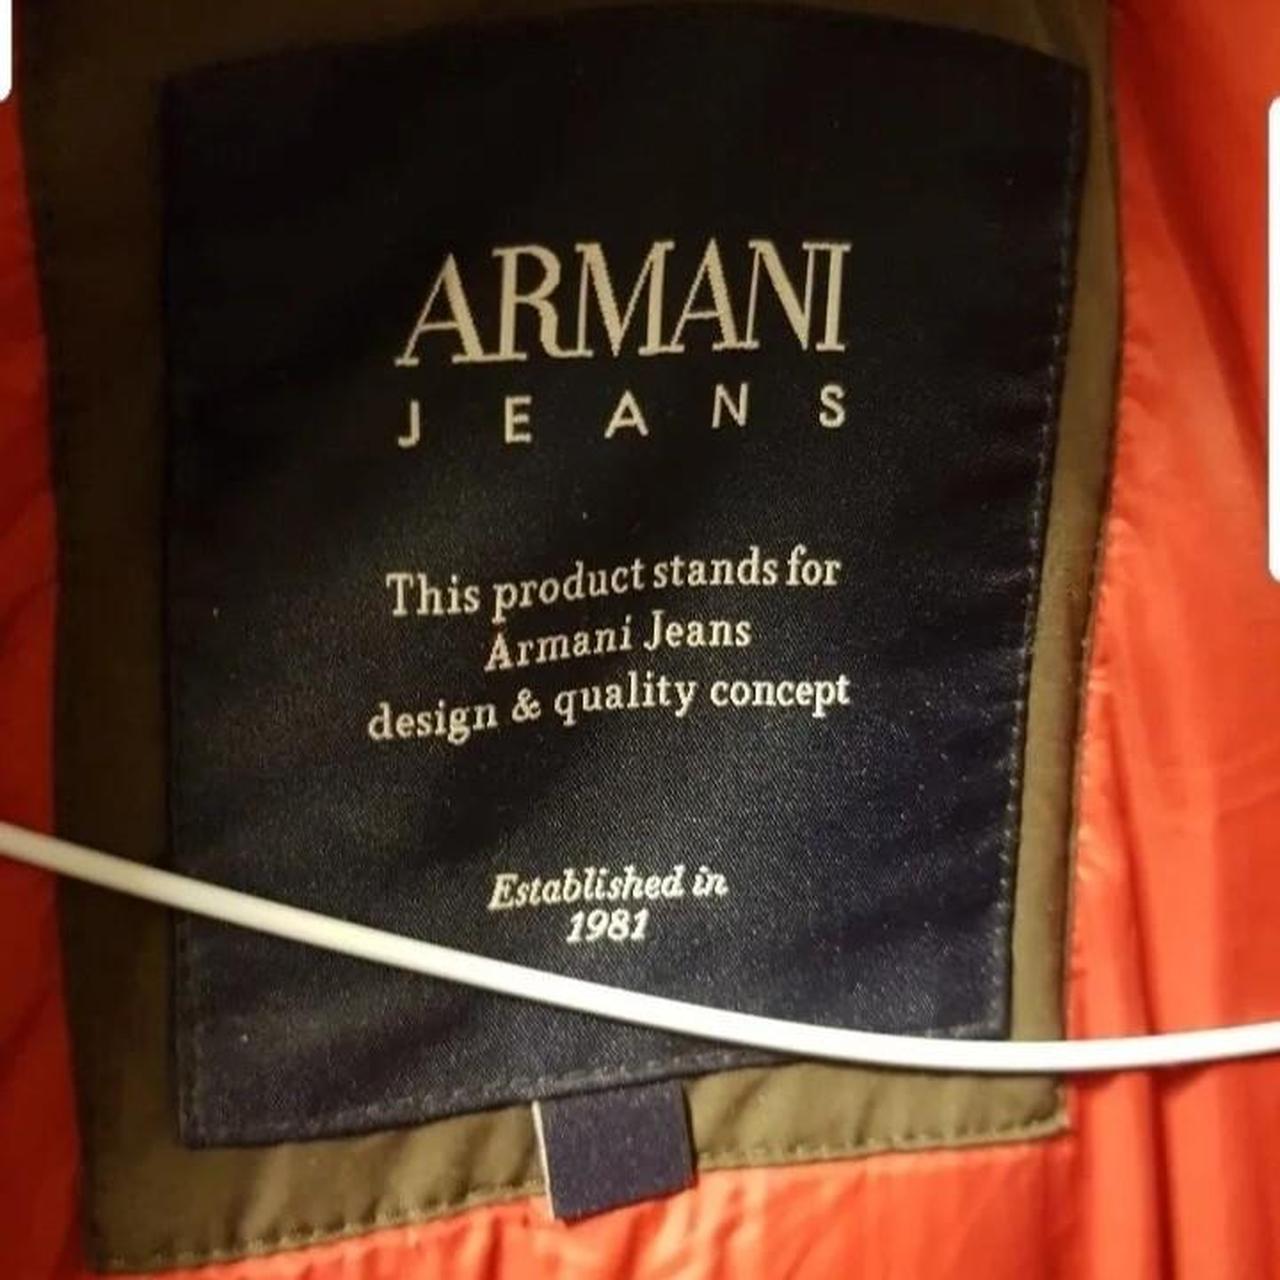 ARMANI
JEANS
This product stands for
Armani Jeans
design & quality concept
Established in
1981